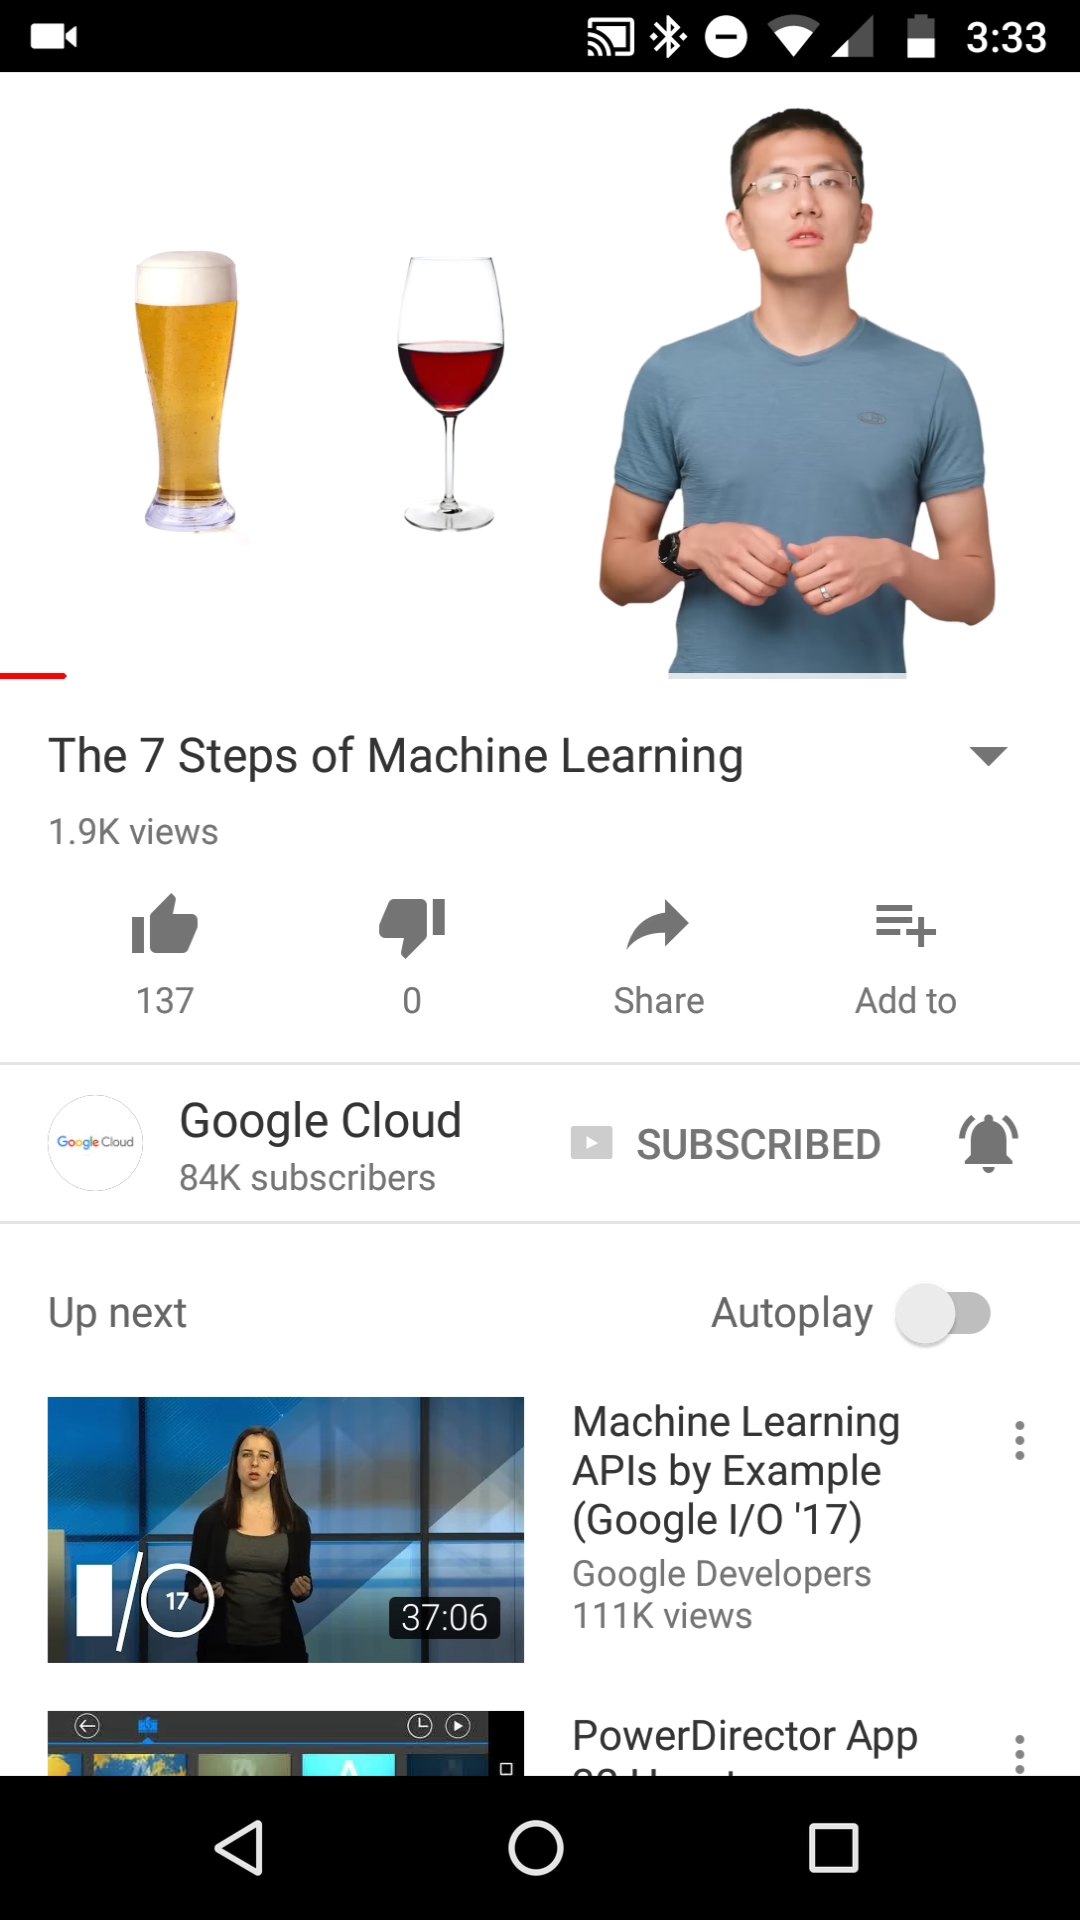 3:33
The 7 Steps of Machine Learning
1.9K views
137
0
Share
Add to
Google Cloud
Google Cloud
84K subscribers
SUBSCRIBED
Up next
Autoplay
Machine Learning
APIs by Example
(Google I/O '17)
Google Developers
111K views
17
37:06
PowerDirector App